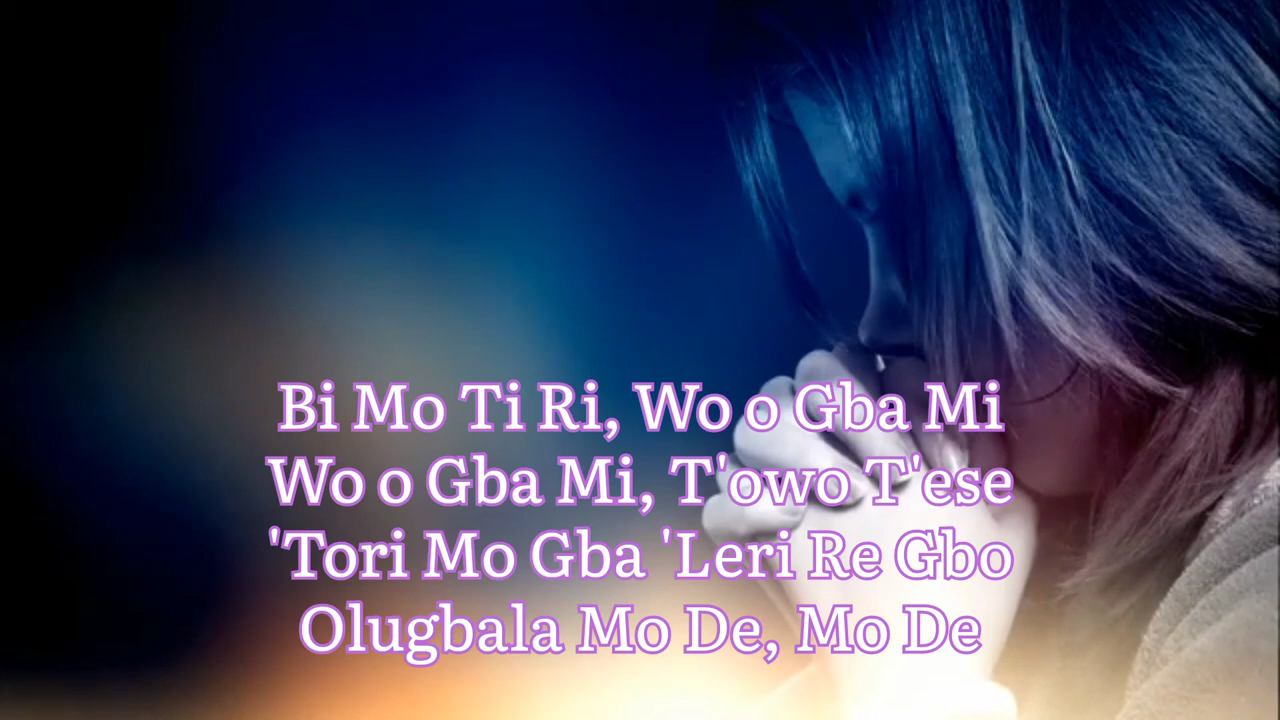 Bi Mo Ti Ri, Wo o Gba Mi
Wo o Gba Mi, T'owo T'ese
'Tori Mo Gba 'Leri Re Gbo
Olugbala Mo De, Mo De